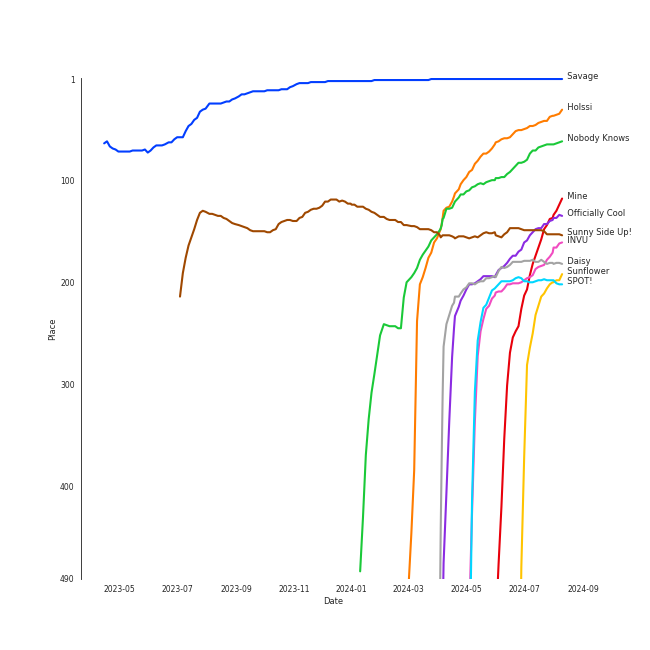 1
100
200
300
400
490
Place
Savage
Holssi
Nobody Knows
Mine
Officially Cool
Sunny Side Up!
INVU
Daisy
Sunflower
SPOT!
2023-05
2023-07
2023-09
2023-11
2024-01
2024-03
2024-05
2024-07
2024-09
Date